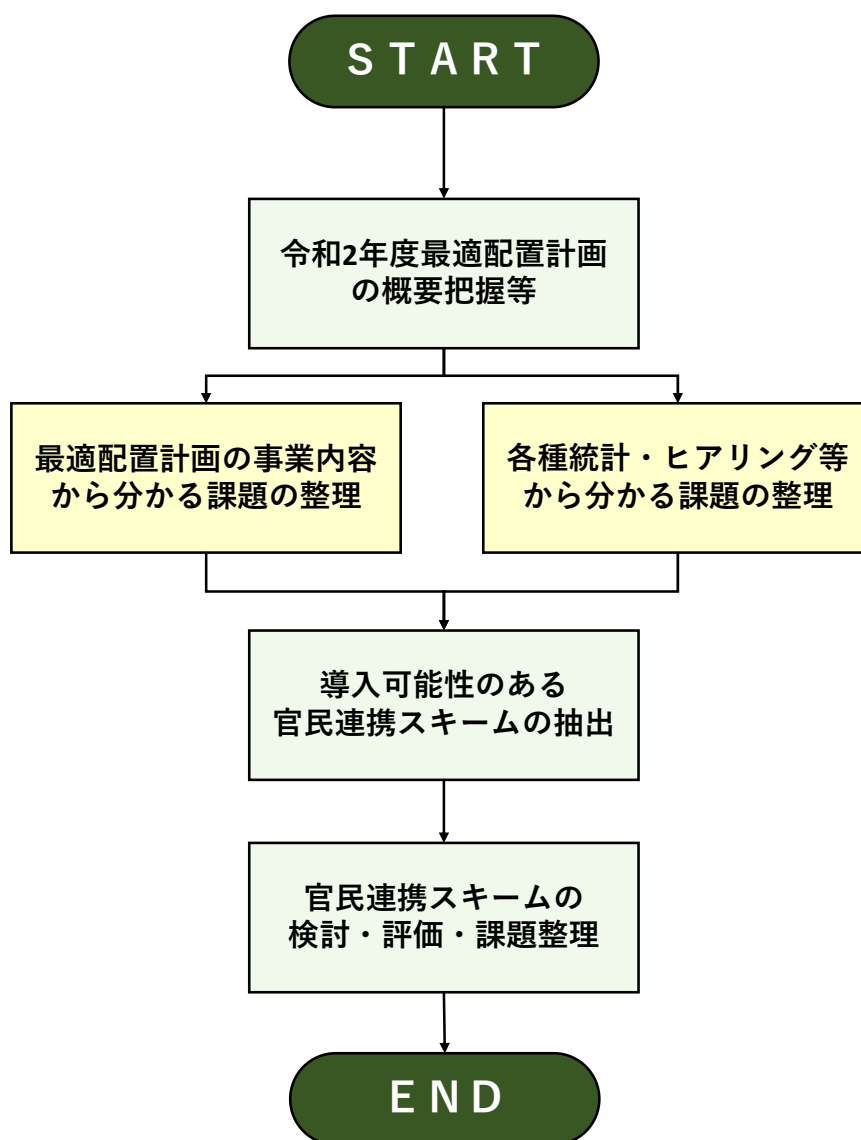 START
令和2年度最適配置計画
の概要把握等
最適配置計画の事業内容
から分かる課題の整理
各種統計・ヒアリング等
から分かる課題の整理
導入可能性のある
官民連携スキームの抽出
官民連携スキームの
検討・評価・課題整理
END